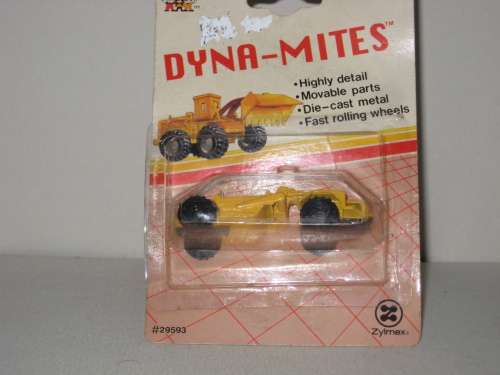 DYNA-MITES™
•Highly detail
•Movable parts
•Die-cast metal
•Fast rolling wheels
#29593
Zylmex®